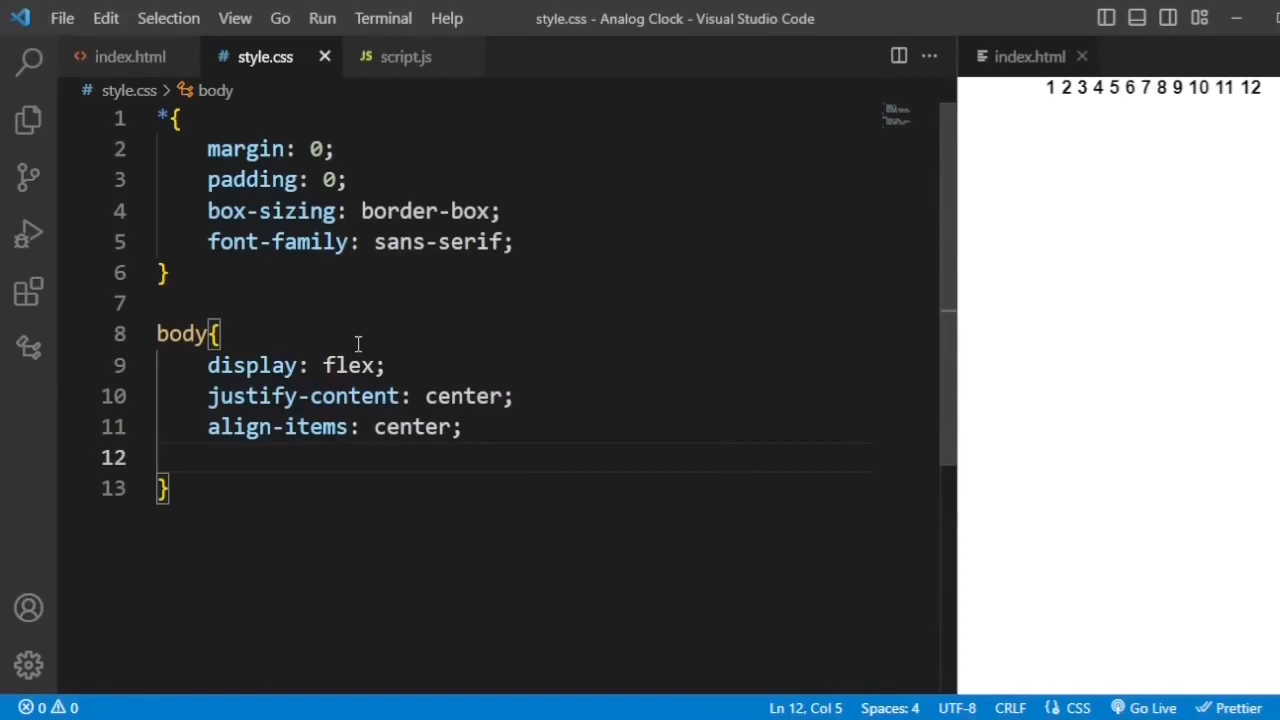 File Edit Selection View Go Run Terminal Help style.css - Analog Clock - Visual Studio Code
index.html # style.css JS script.js index.html
# style.css > body
1 2 3 4 5 6 7 8 9 10 11 12
1 *{
2 margin: 0;
3 padding: 0;
4 box-sizing: border-box;
5 font-family: sans-serif;
6 }
7
8 body{
9 display: flex;
10 justify-content: center;
11 align-items: center;
12
13 }
0 0 Ln 12, Col 5 Spaces: 4 UTF-8 CRLF CSS Go Live Prettier